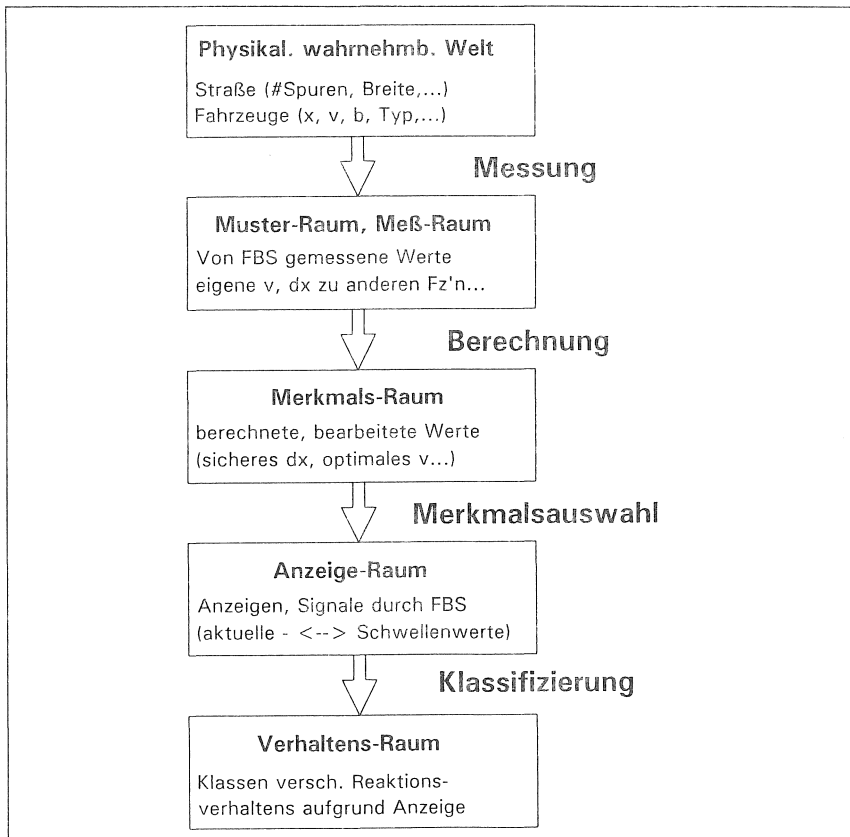 Physikal. wahrnehmb. Welt
Straße (#Spuren, Breite,...)
Fahrzeuge (x, v, b, Typ,...)
Messung
Muster-Raum, Meß-Raum
Von FBS gemessene Werte
eigene v, dx zu anderen Fz'n...
Berechnung
Merkmals-Raum
berechnete, bearbeitete Werte
(sicheres dx, optimales v...)
Merkmalsauswahl
Anzeige-Raum
Anzeigen, Signale durch FBS
(aktuelle - <--> Schwellenwerte)
Klassifizierung
Verhaltens-Raum
Klassen versch. Reaktions-
verhaltens aufgrund Anzeige